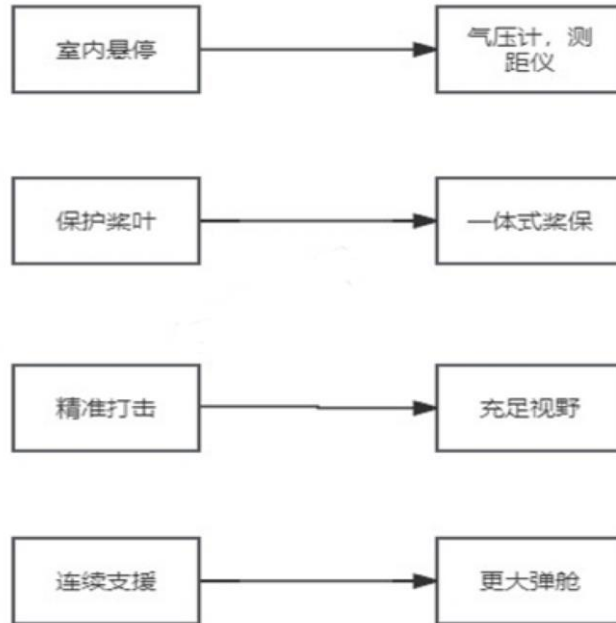 室内悬停
气压计，测
距仪
保护桨叶
一体式桨保
精准打击
充足视野
连续支援
更大弹舱